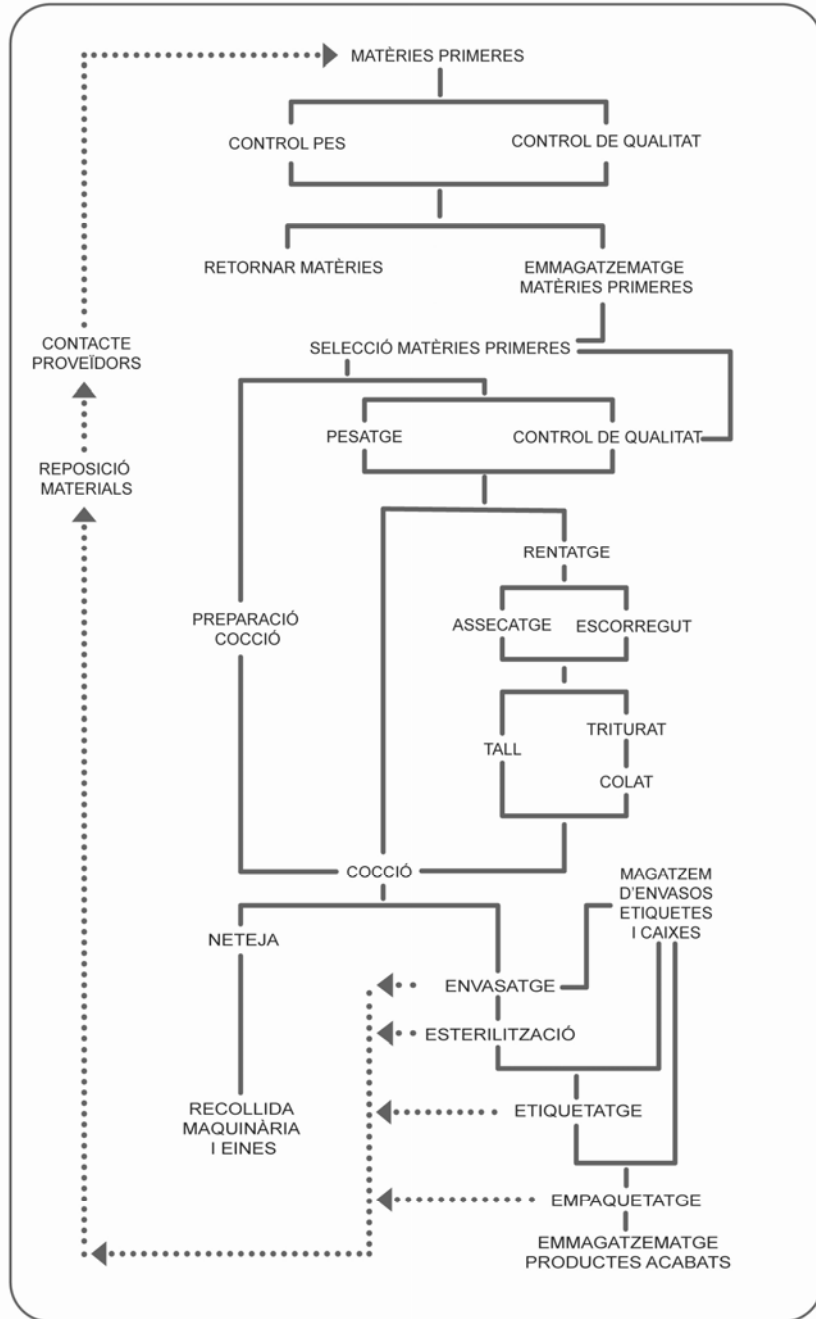 MATÈRIES PRIMERES
CONTROL PES
CONTROL DE QUALITAT
RETORNAR MATÈRIES
EMMAGATZEMATGE
MATÈRIES PRIMERES
CONTACTE
PROVEÏDORS
SELECCIÓ MATÈRIES PRIMERES
PESATGE
CONTROL DE QUALITAT
REPOSICIÓ
MATERIALS
RENTATGE
PREPARACIÓ
COCCIÓ
ASSECATGE
ESCORREGUT
TALL
TRITURAT
COLAT
COCCIÓ
MAGATZEM
D'ENVASOS
ETIQUETES
I CAIXES
NETEJA
ENVASATGE
ESTERILITZACIÓ
RECOLLIDA
MAQUINÀRIA
I EINES
ETIQUETATGE
EMPAQUETATGE
EMMAGATZEMATGE
PRODUCTES ACABATS